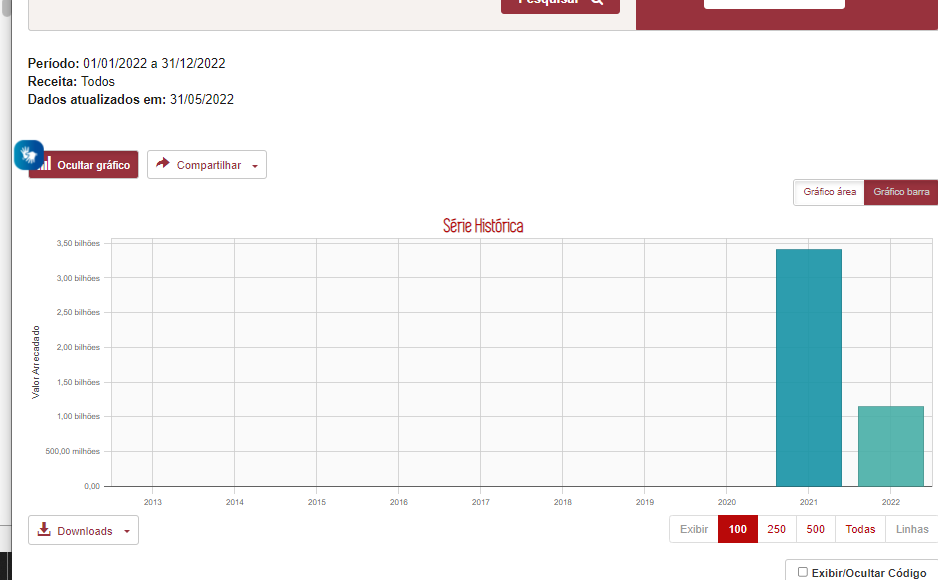 Pesquisar
Período: 01/01/2022 a 31/12/2022
Receita: Todos
Dados atualizados em: 31/05/2022
Ocultar gráfico
Compartilhar
Gráfico área
Gráfico barra
Série Histórica
Valor Arrecadado
3,50 bilhões
3,00 bilhões
2,50 bilhões
2,00 bilhões
1,50 bilhões
1,00 bilhões
500,00 milhões
0,00
2013 2014 2015 2016 2017 2018 2019 2020 2021 2022
Downloads
Exibir 100 250 500 Todas Linhas
Exibir/Ocultar Código